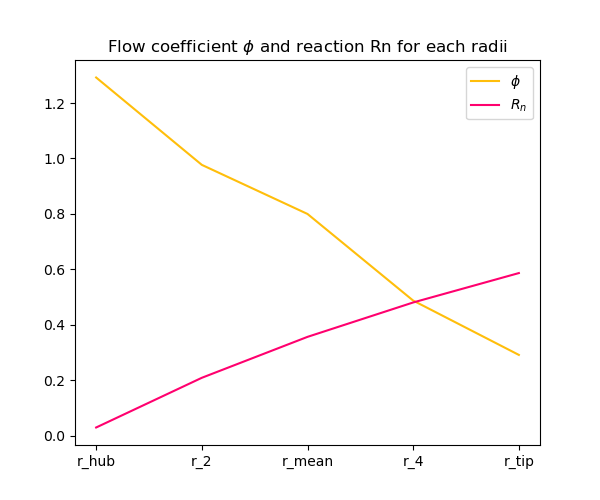 Flow coefficient ϕ and reaction Rn for each radii
ϕ
Rₙ
1.2
1.0
0.8
0.6
0.4
0.2
0.0
r_hub r_2 r_mean r_4 r_tip